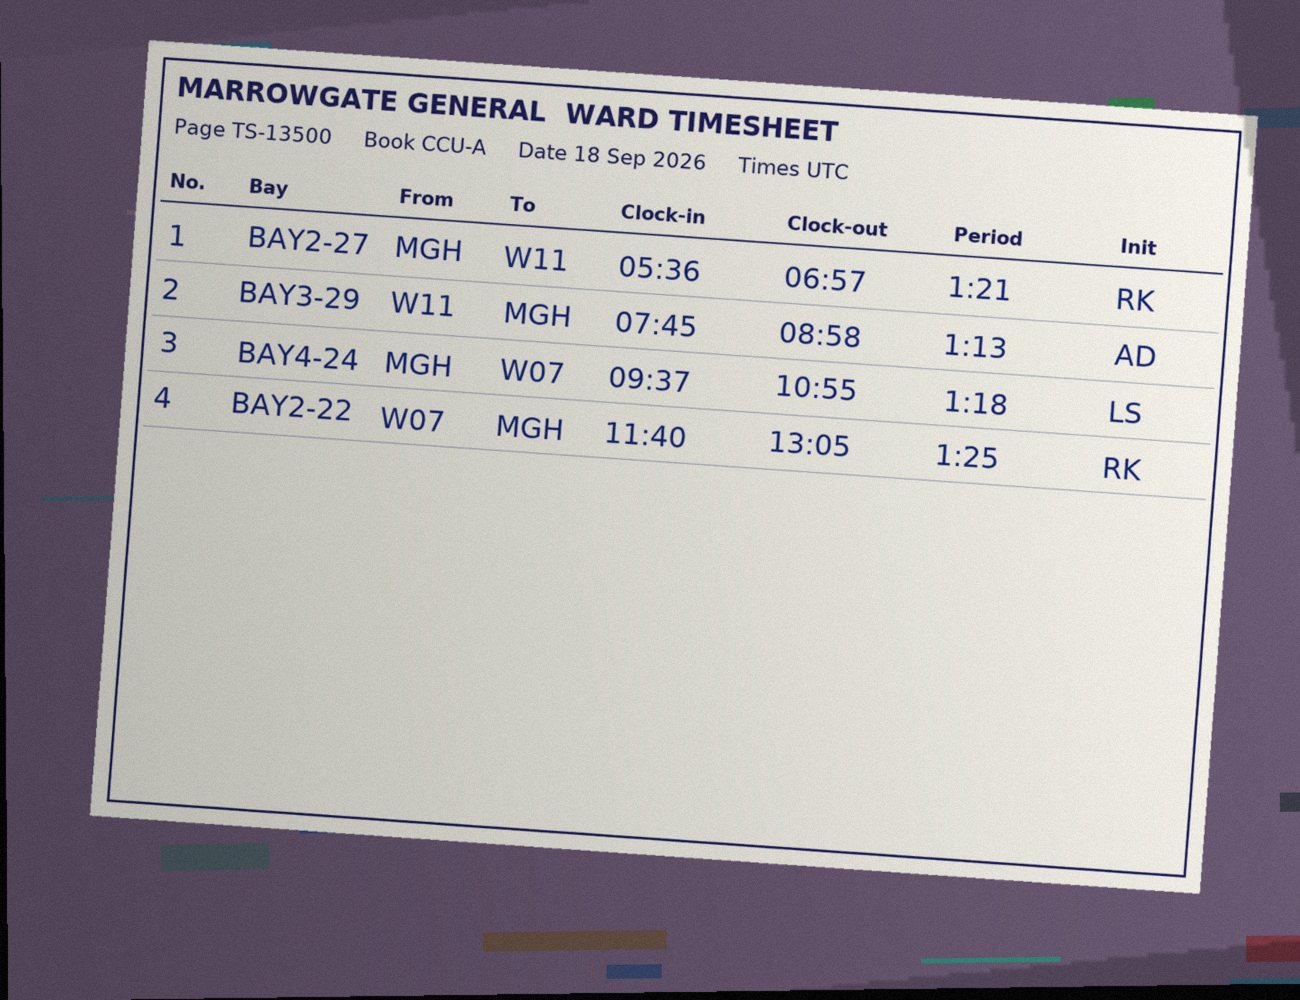 MARROWGATE GENERAL WARD TIMESHEET
Page TS-13500 Book CCU-A Date 18 Sep 2026 Times UTC
No. Bay From To Clock-in Clock-out Period Init
1 BAY2-27 MGH W11 05:36 06:57 1:21 RK
2 BAY3-29 W11 MGH 07:45 08:58 1:13 AD
3 BAY4-24 MGH W07 09:37 10:55 1:18 LS
4 BAY2-22 W07 MGH 11:40 13:05 1:25 RK